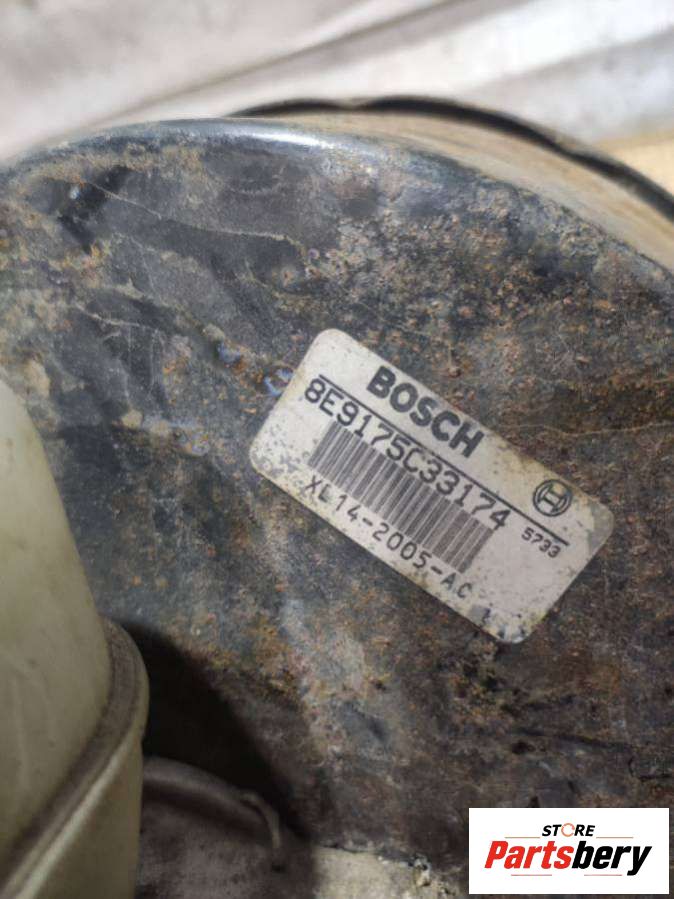 BOSCH
8E9175C33174
5733
XL14-2005-AC
STORE
Partsbery